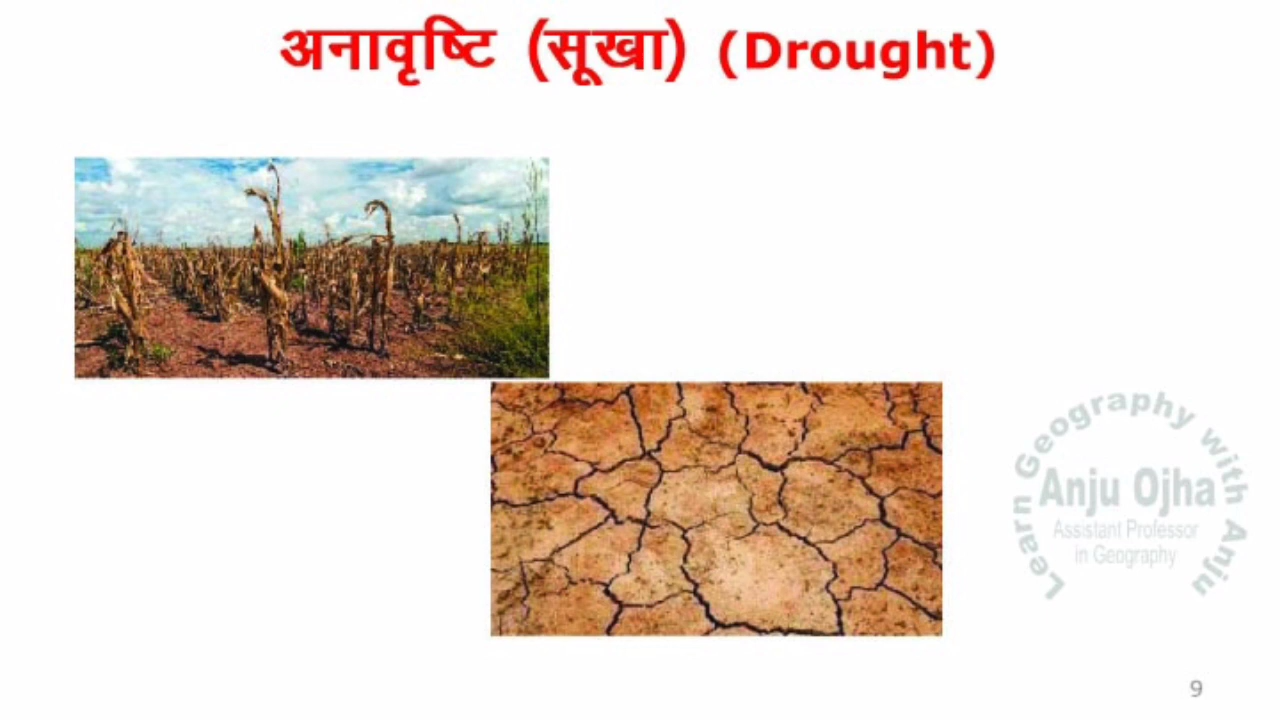 अनावृष्टि (सूखा) (Drought)
Learn Geography with Anju
Anju Ojha
Assistant Professor
in Geography
9